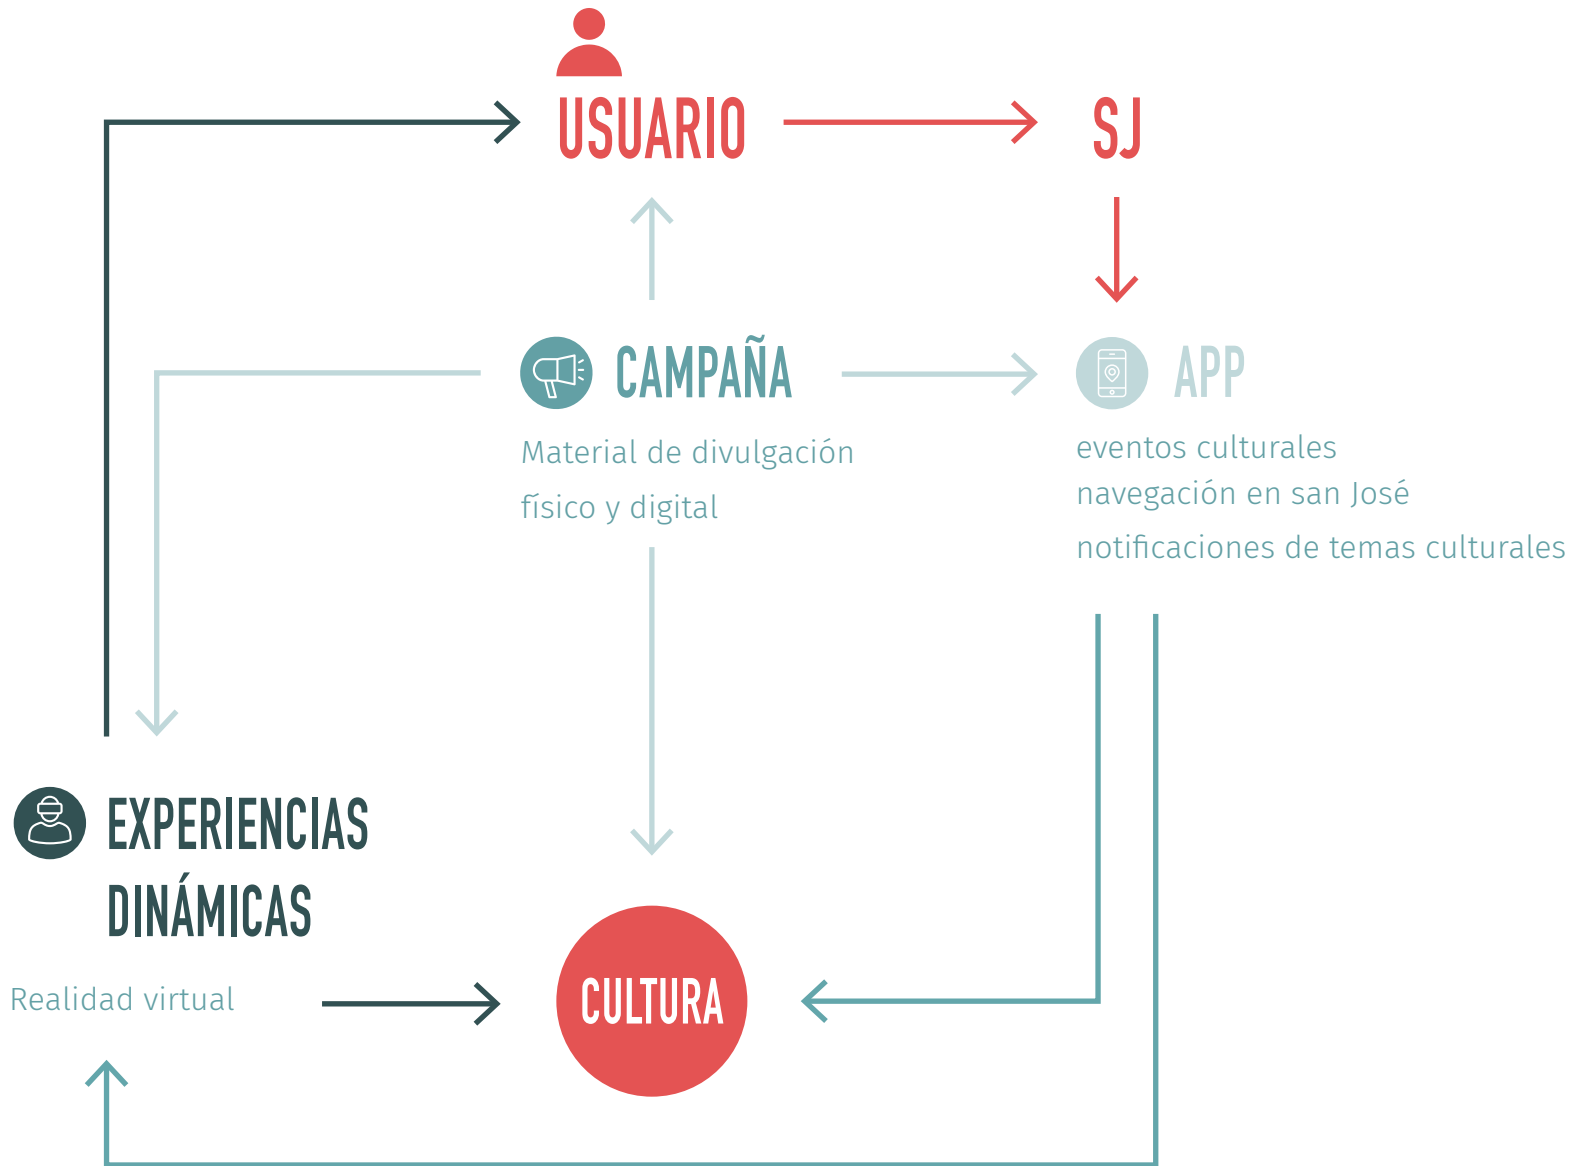 USUARIO
SJ
CAMPAÑA
Material de divulgación
físico y digital
APP
eventos culturales
navegación en san José
notificaciones de temas culturales
EXPERIENCIAS
DINÁMICAS
Realidad virtual
CULTURA